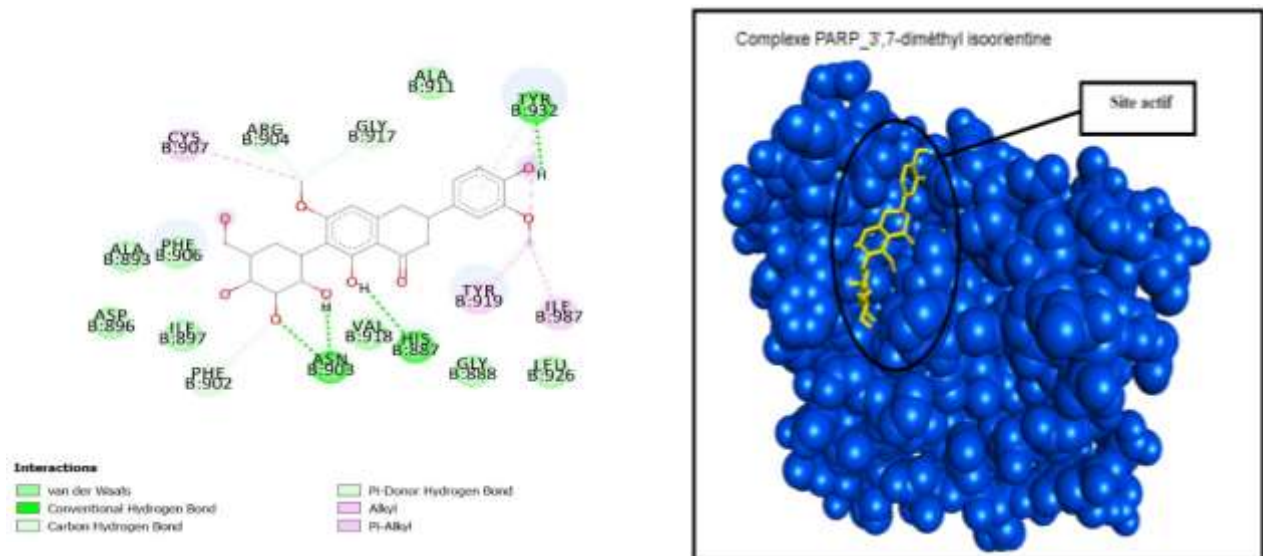 ALA
B:911
TYR
B:932
CYS
B:907
ARG
B:904
GLY
B:917
O
H
O
O
O
ALA
B:893
PHE
B:906
O
H
O
TYR
B:919
ILE
B:987
O
O
H
O
ASP
B:896
ILE
B:897
VAL
B:918
HIS
B:887
ASN
B:903
GLY
B:888
LEU
B:926
PHE
B:902
Interactions
van der Waals
Conventional Hydrogen Bond
Carbon Hydrogen Bond
Pi-Donor Hydrogen Bond
Alkyl
Pi-Alkyl
Complexe PARP_3',7-diméthyl isoorientine
Site actif